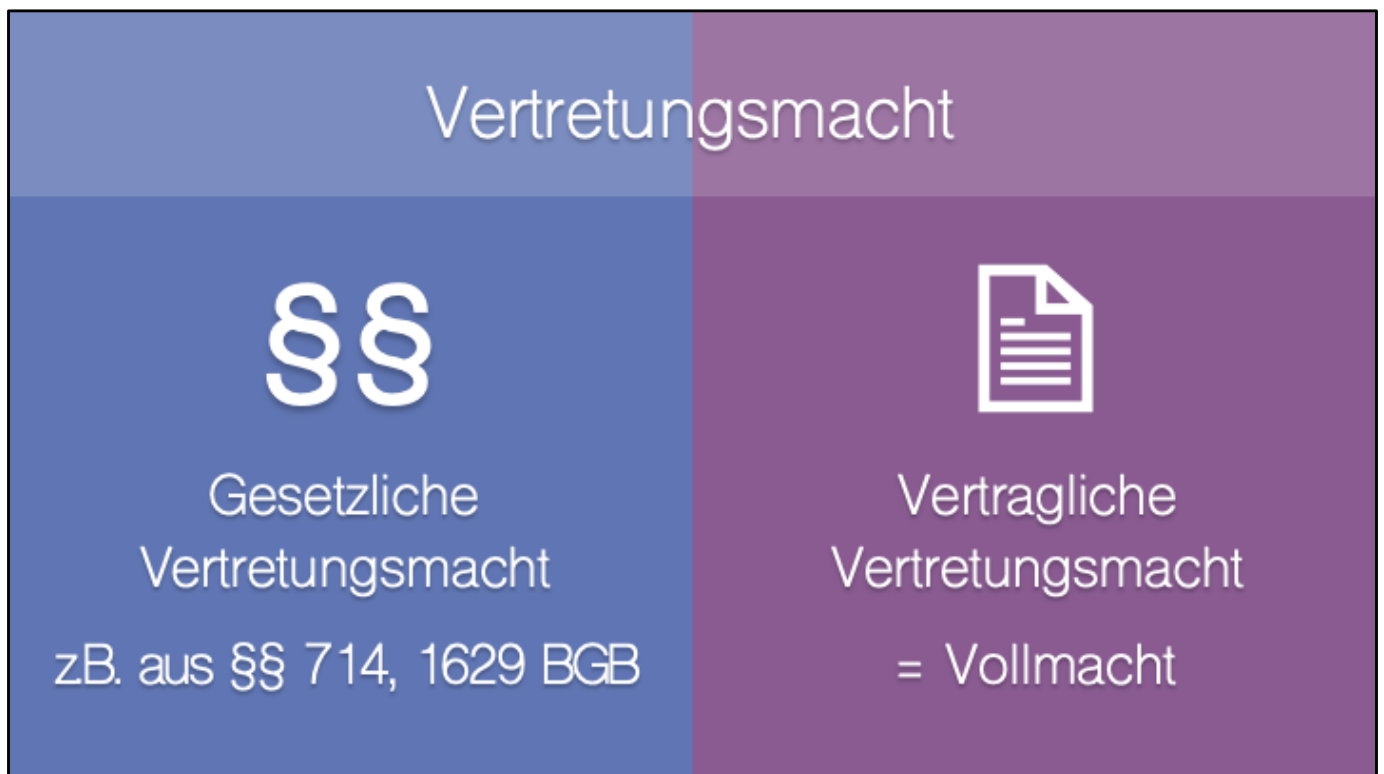 Vertretungsmacht
§§
Gesetzliche
Vertretungsmacht
zB. aus §§ 714, 1629 BGB
Vertragliche
Vertretungsmacht
= Vollmacht